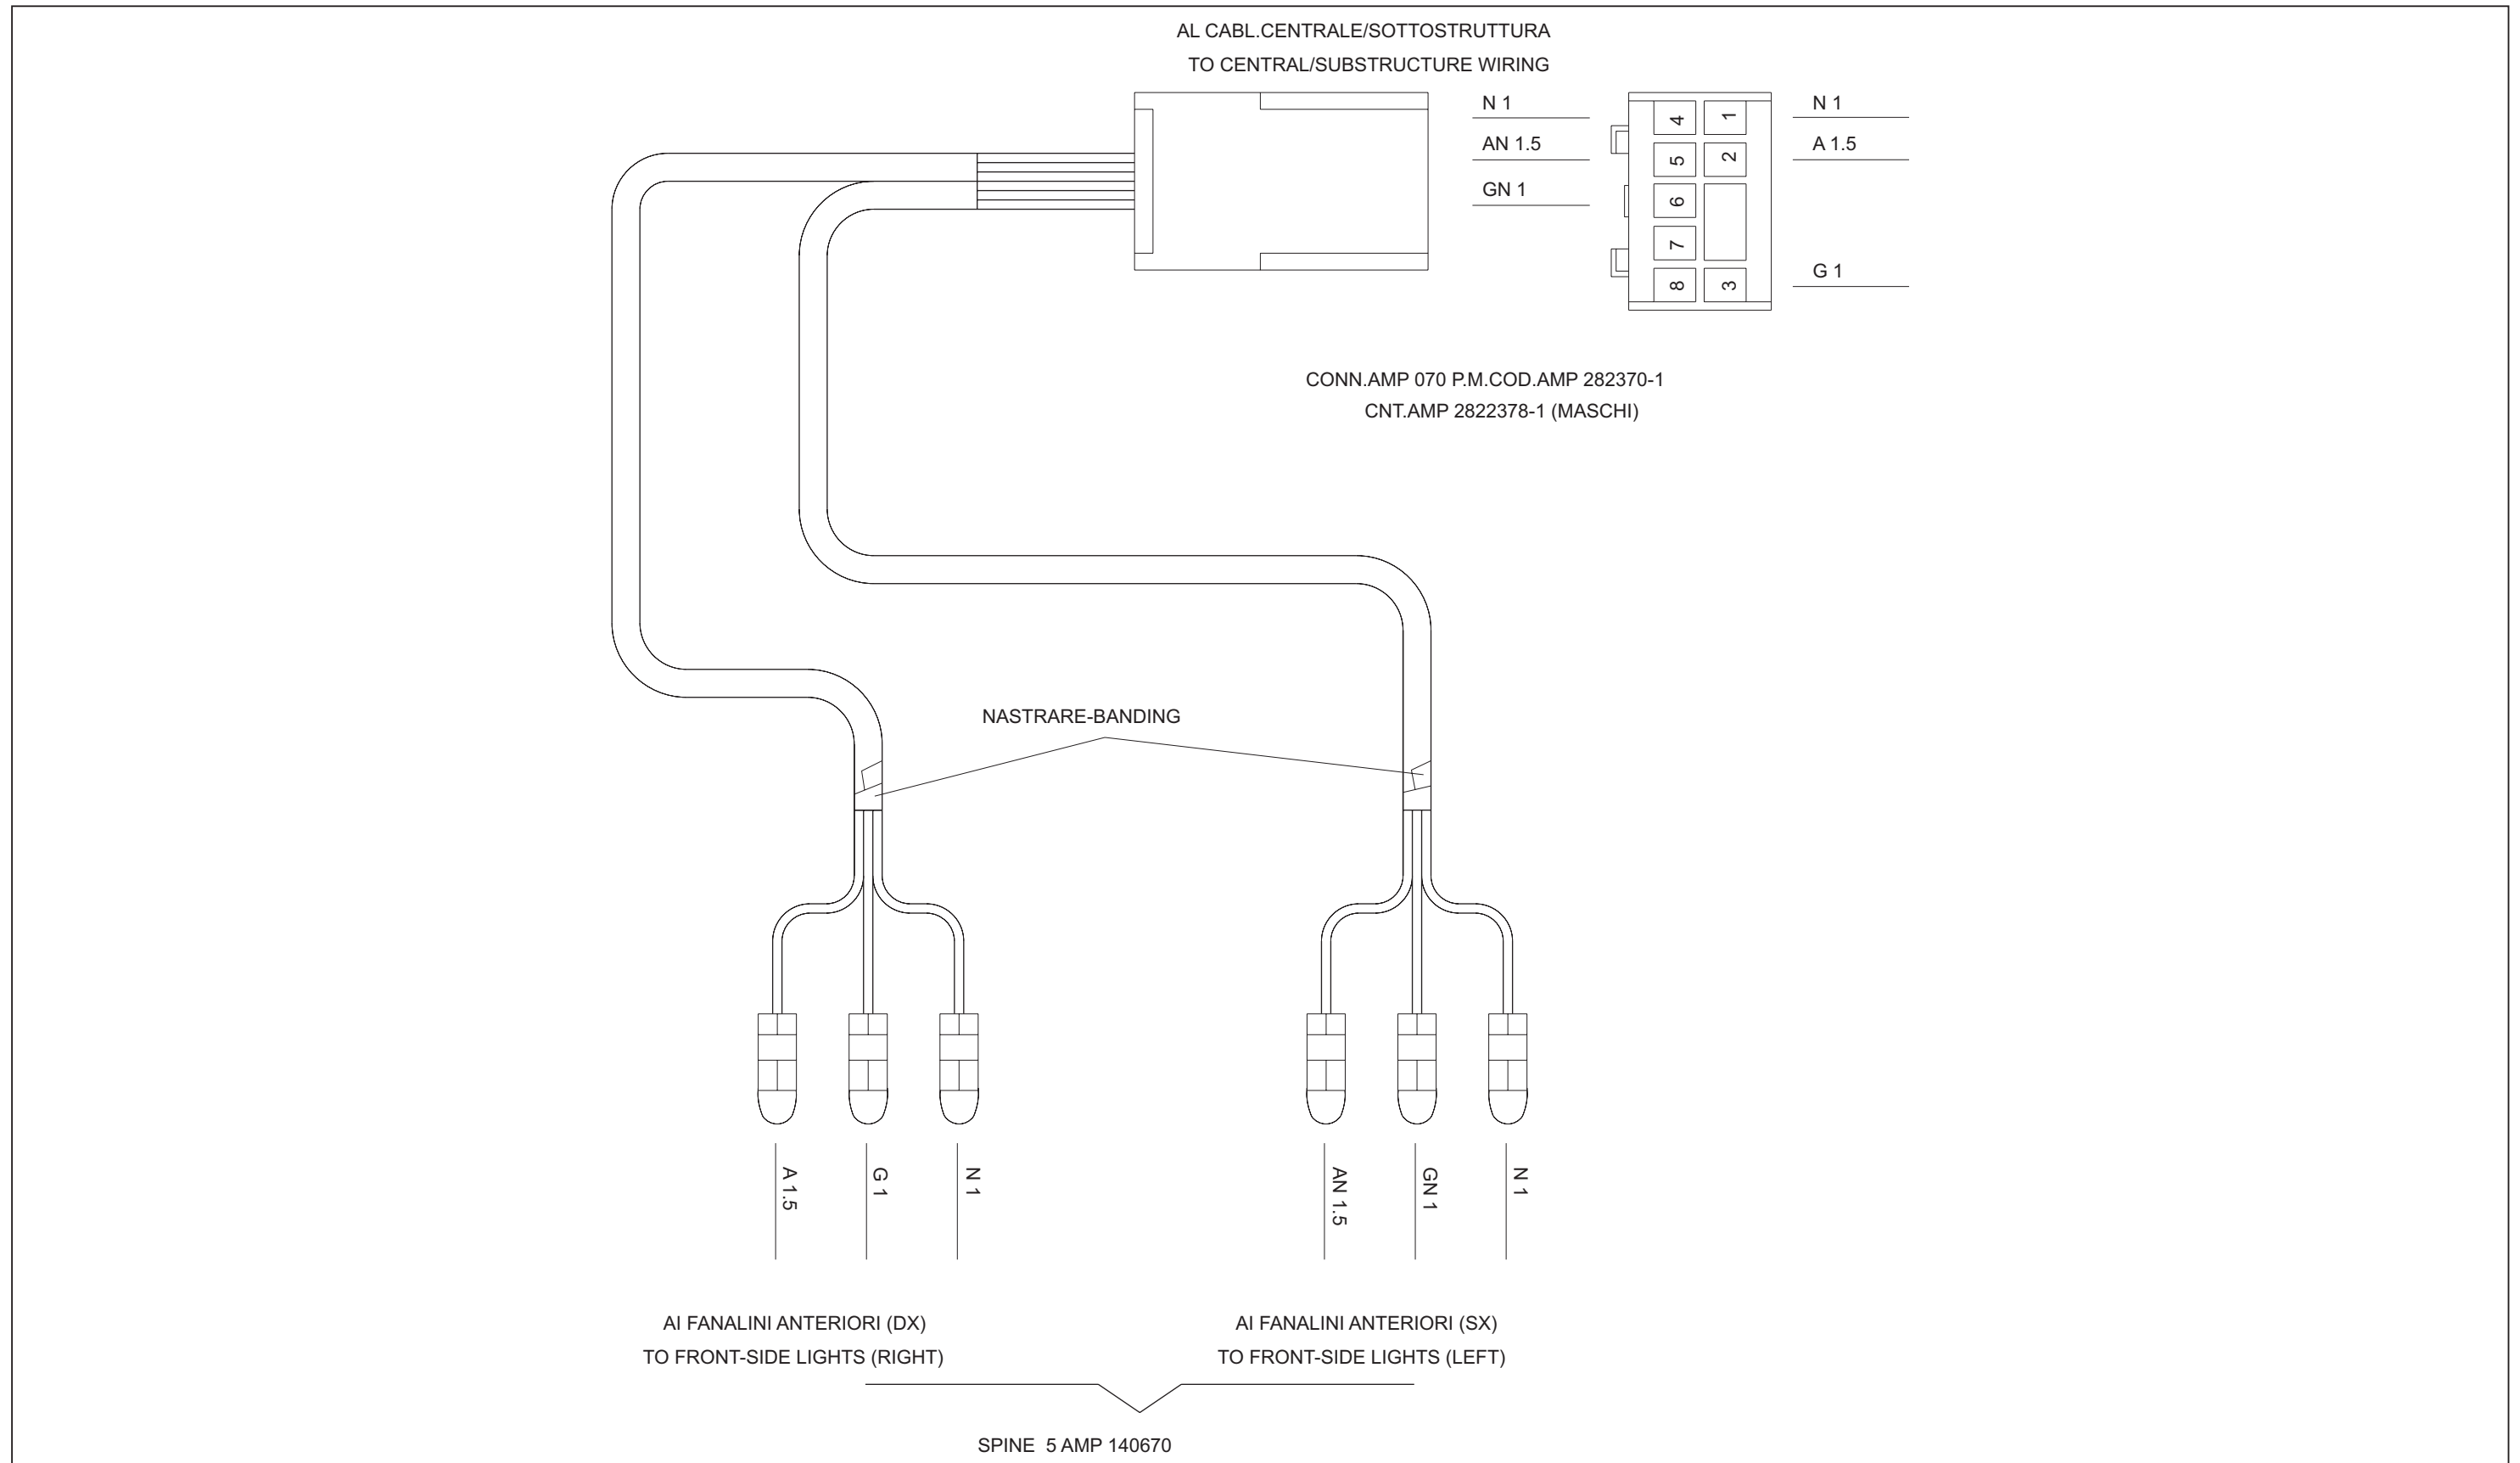 AL CABL.CENTRALE/SOTTOSTRUTTURA
TO CENTRAL/SUBSTRUCTURE WIRING
N 1
AN 1.5
GN 1
4 1
5 2
6
7
8 3
N 1
A 1.5
G 1
CONN.AMP 070 P.M.COD.AMP 282370-1
CNT.AMP 2822378-1 (MASCHI)
NASTRARE-BANDING
A 1.5
G 1
N 1
AN 1.5
GN 1
N 1
AI FANALINI ANTERIORI (DX)
TO FRONT-SIDE LIGHTS (RIGHT)
AI FANALINI ANTERIORI (SX)
TO FRONT-SIDE LIGHTS (LEFT)
SPINE 5 AMP 140670